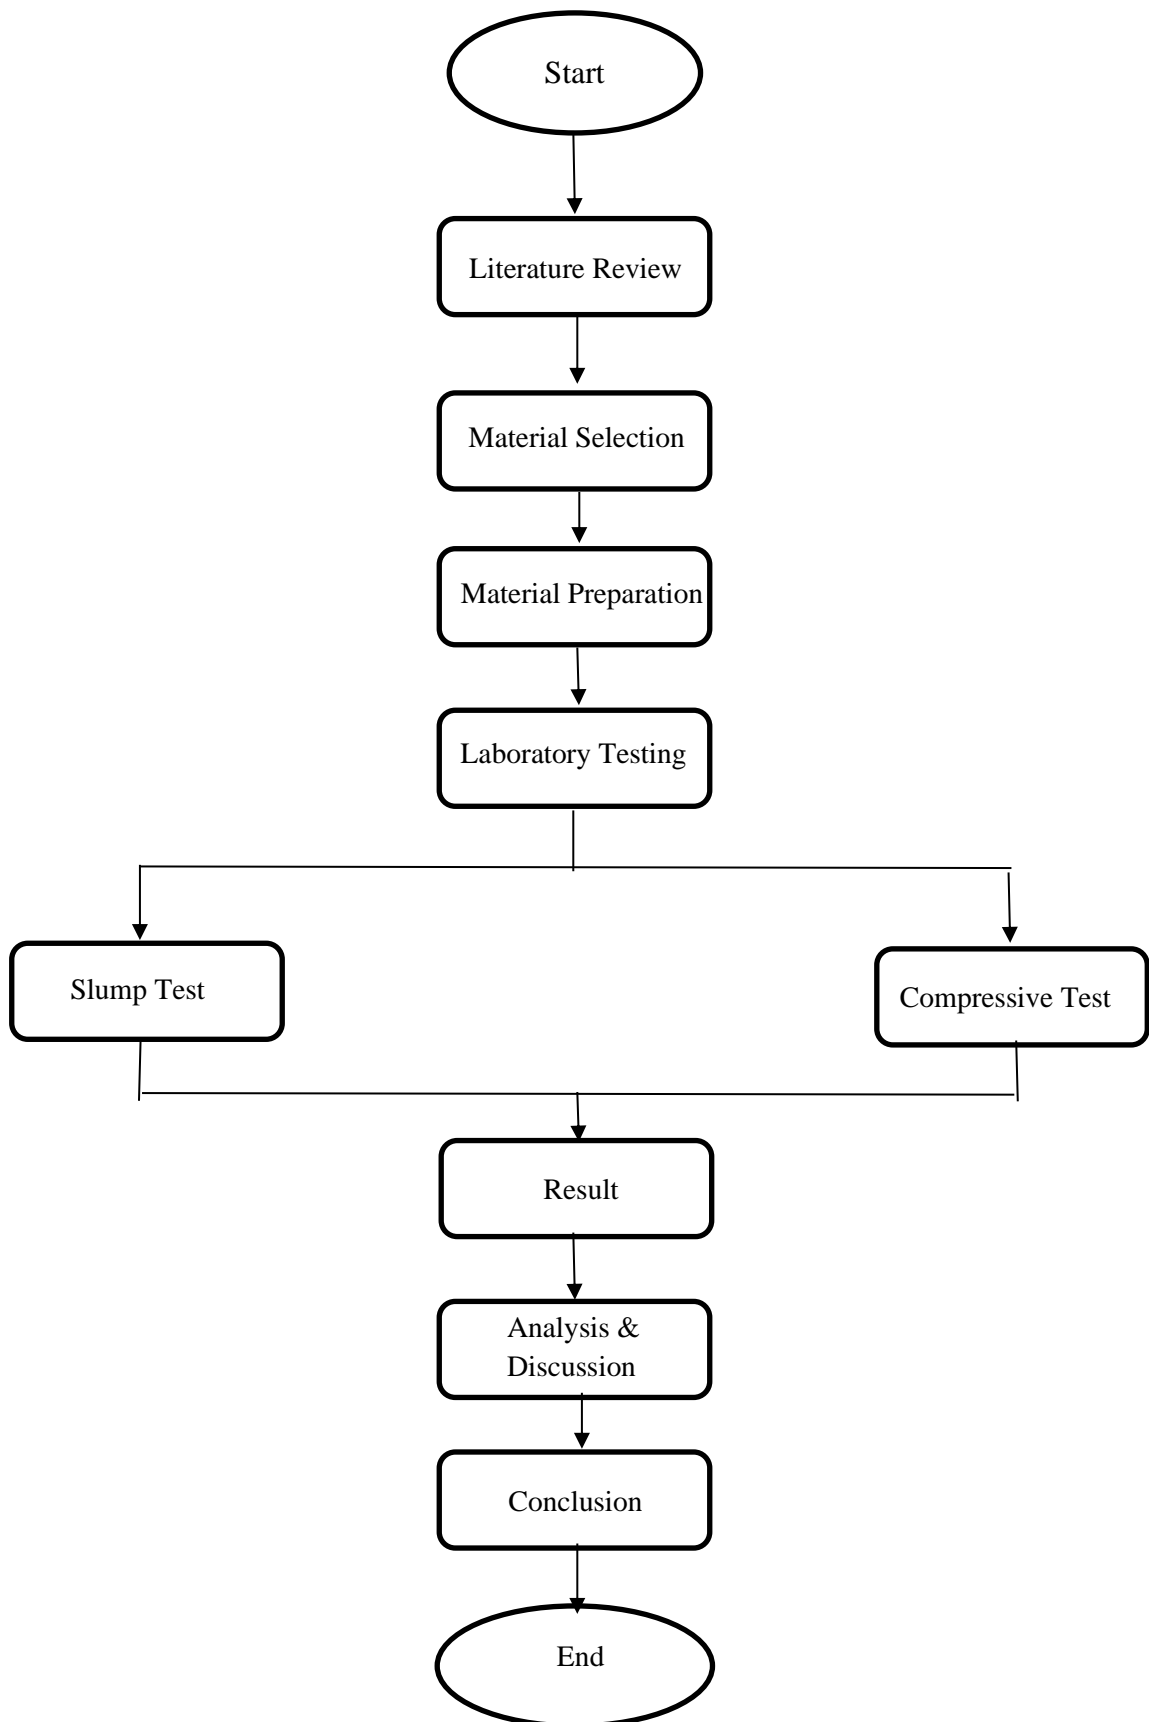 Start
Literature Review
Material Selection
Material Preparation
Laboratory Testing
Slump Test
Compressive Test
Result
Analysis &
Discussion
Conclusion
End